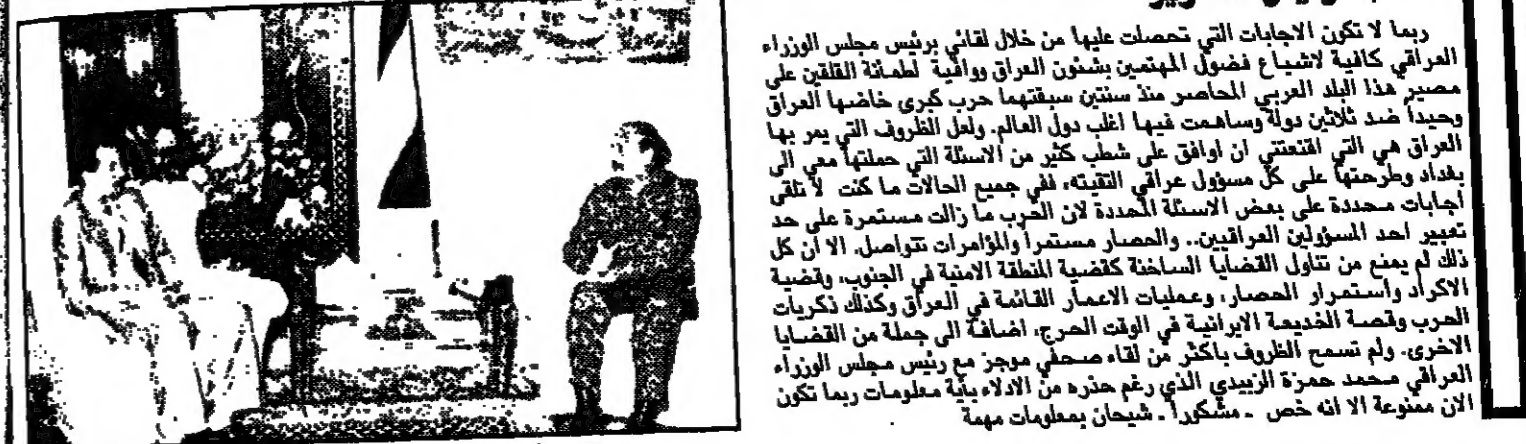 ربما لا تكون الاجابات التي تحصلت عليها من خلال لقائي برئيس مجلس الوزراء
العراقي كافية لاشباع فضول المهتمين بشئون العراق ووافية لطمانة القلقين على
مصير هذا البلد العربي المحاصر منذ سنتين سبقتهما حرب كبرى خاضها العراق
وحيداً ضد ثلاثين دولة وساهمت فيها اغلب دول العالم. ولعل الظروف التي يمر بها
العراق هي التي اقتعتني ان اوافق على شطب كثير من الاسئلة التي حملتها معي الى
بغداد وطرحتها على كل مسؤول عراقي التقيته، ففي جميع الحالات ما كنت لا تلقى
اجابات محددة على بعض الاسئلة المحددة لان الحرب ما زالت مستمرة على حد
تعبير احد المسؤولين العراقيين.. والحصار مستمراً والمؤامرات تتواصل. الا ان كل
ذلك لم يمنع من تناول القضايا الساخنة كقضية المنطقة الامنية في الجنوب، وقضية
الاكراد واستمرار الحصار، وعمليات الاعمار القائمة في العراق وكذلك ذكريات
الحرب وقصة الخديعة الايرانية في الوقت الحرج، اضافة الى جملة من القضايا
الاخرى. ولم تسمح الظروف باكثر من لقاء صحفي موجز مع رئيس مجلس الوزراء
العراقي محمد حمزة الزبيدي الذي رغم حذره من الادلاء باية معلومات ربما تكون
الان ممنوعة الا انه خص ـ مشكوراً ـ شيحان بمعلومات مهمة